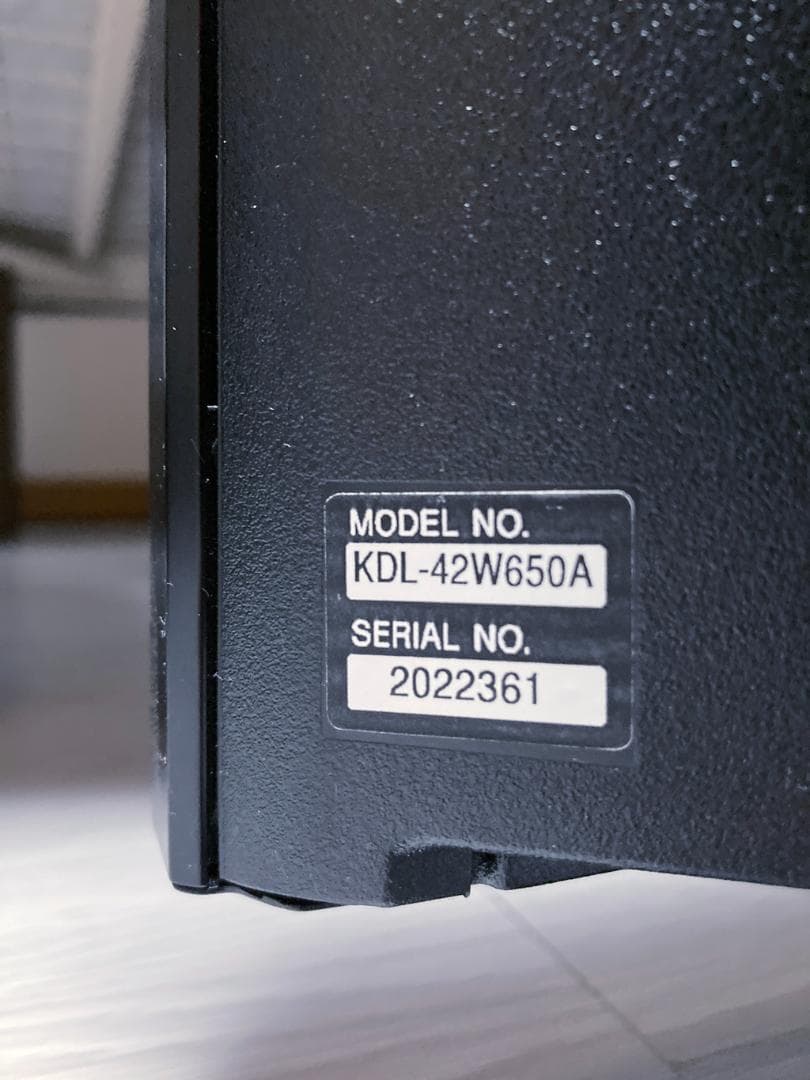 MODEL NO.
KDL-42W650A
SERIAL NO.
2022361